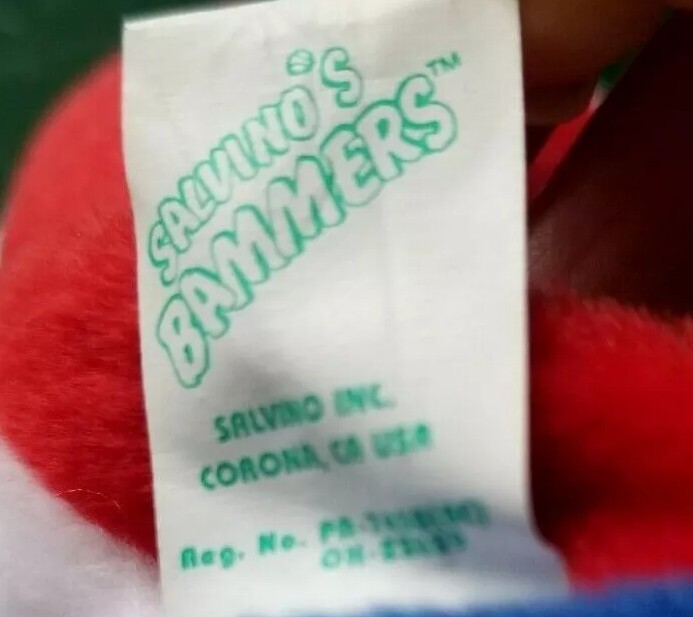 SALVINO'S
BAMMERS™
SALVINO INC.
CORONA, CA USA
Reg. No.